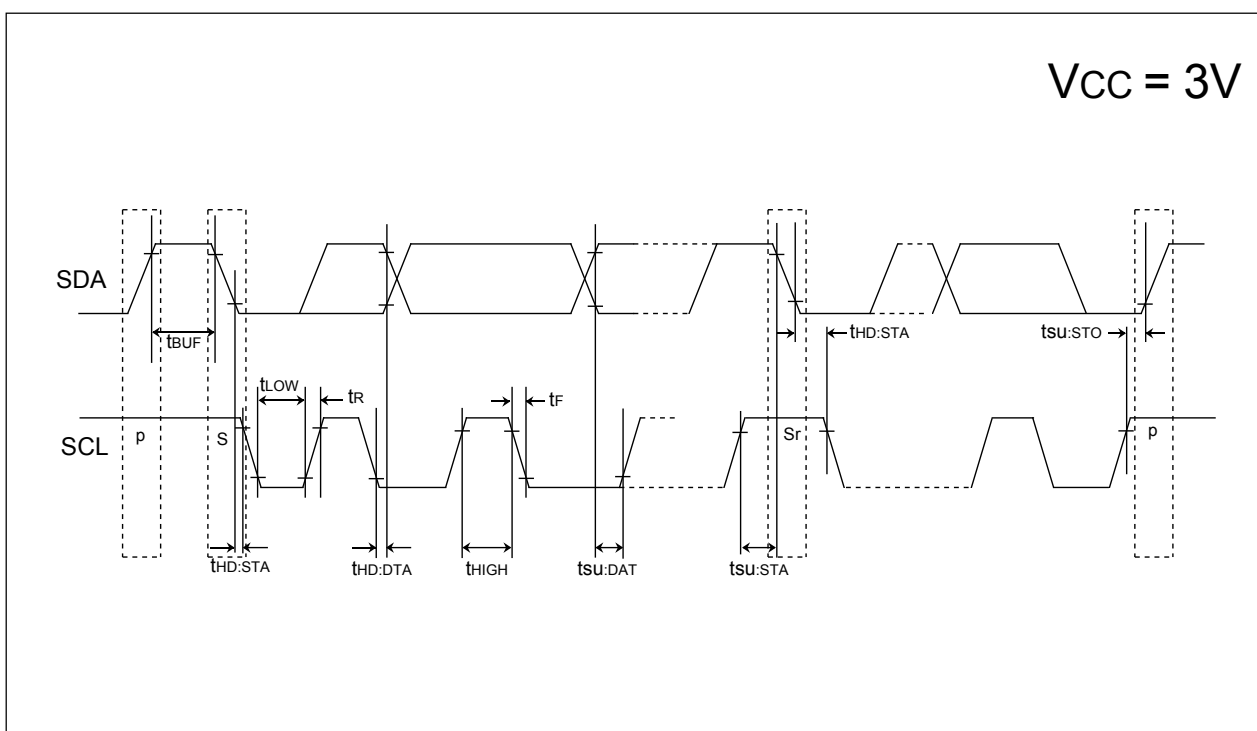 VCC = 3V
SDA
tBUF
tHD:STA
tsu:STO
tLOW
tR
tF
SCL
p
S
Sr
p
tHD:STA
tHD:DTA
tHIGH
tsu:DAT
tsu:STA